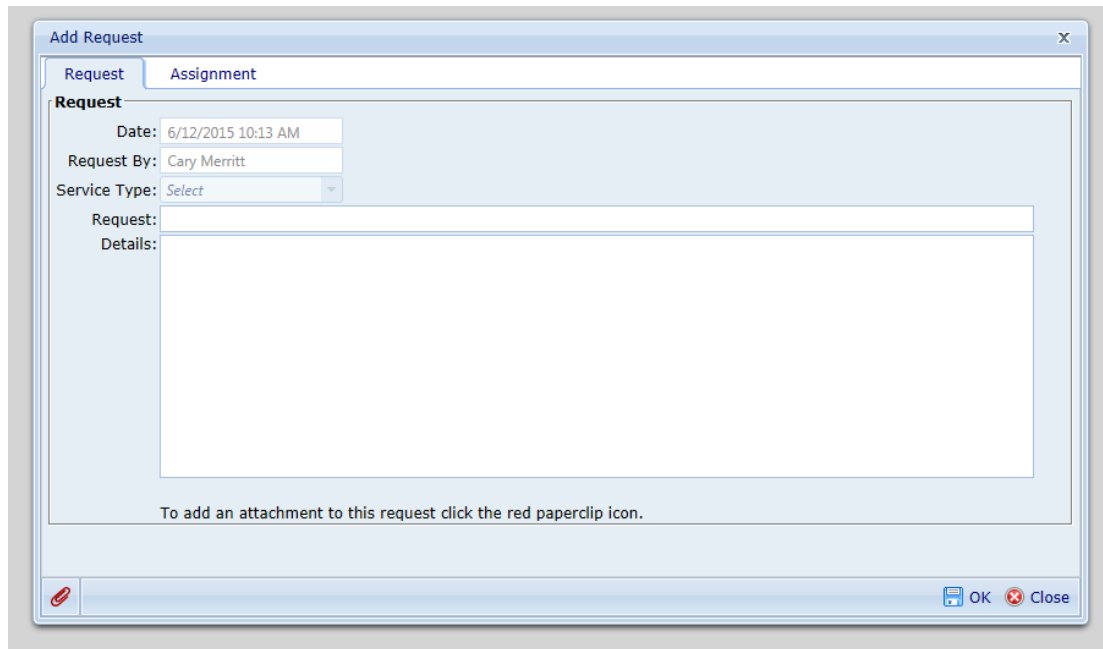 Add Request
x
Request Assignment
Request
Date: 6/12/2015 10:13 AM
Request By: Cary Merritt
Service Type: Select
Request:
Details:
To add an attachment to this request click the red paperclip icon.
OK Close